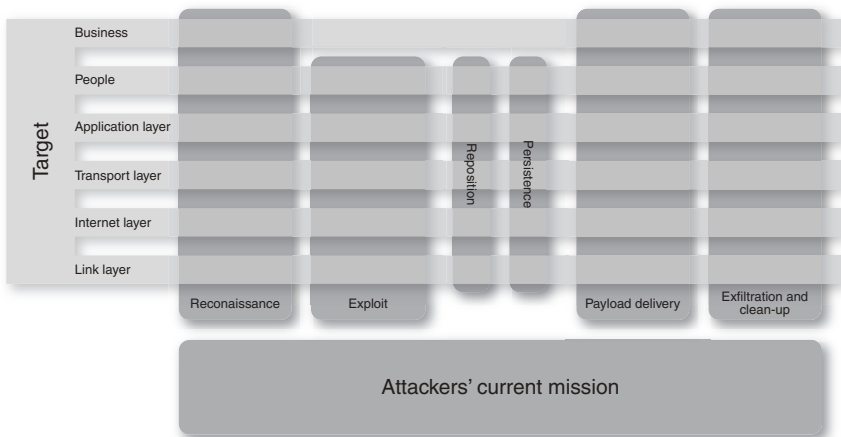 Target
Business
People
Application layer
Transport layer
Internet layer
Link layer
Reconaissance
Exploit
Reposition
Persistence
Payload delivery
Exfiltration and
clean-up
Attackers’ current mission